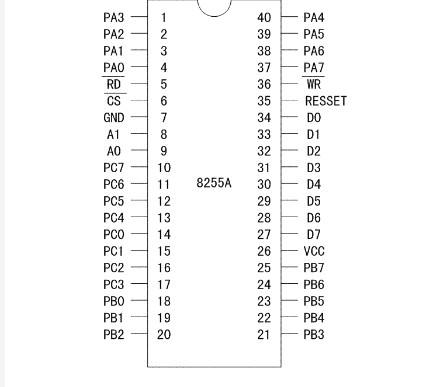 PA3 1 40 PA4
PA2 2 39 PA5
PA1 3 38 PA6
PA0 4 37 PA7
RD 5 36 WR
CS 6 35 RESSET
GND 7 34 D0
A1 8 33 D1
A0 9 32 D2
PC7 10 31 D3
PC6 11 8255A 30 D4
PC5 12 29 D5
PC4 13 28 D6
PC0 14 27 D7
PC1 15 26 VCC
PC2 16 25 PB7
PC3 17 24 PB6
PB0 18 23 PB5
PB1 19 22 PB4
PB2 20 21 PB3